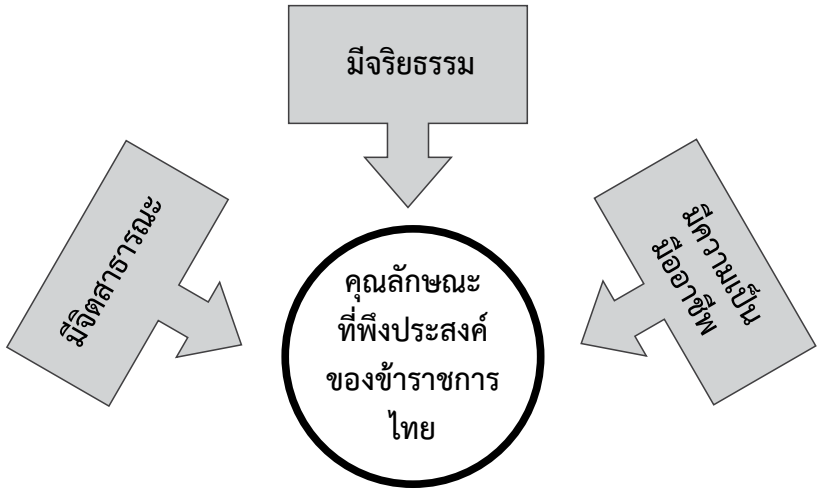 มีจริยธรรม
มีจิตสาธารณะ
มีความเป็น
มืออาชีพ
คุณลักษณะ
ที่พึงประสงค์
ของข้าราชการ
ไทย